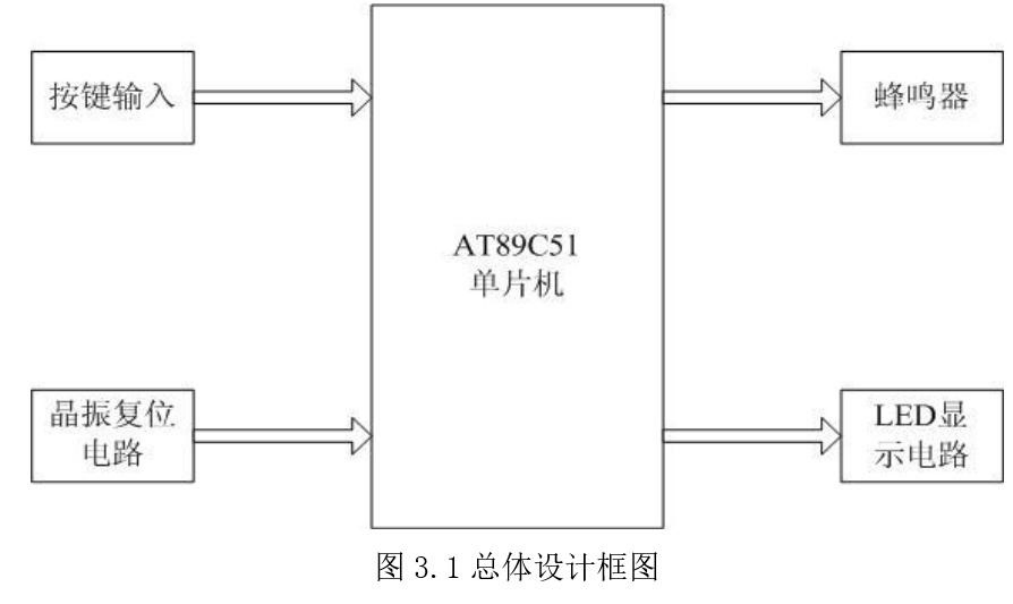 按键输入
蜂鸣器
AT89C51
单片机
晶振复位
电路
LED显
示电路
图 3.1 总体设计框图